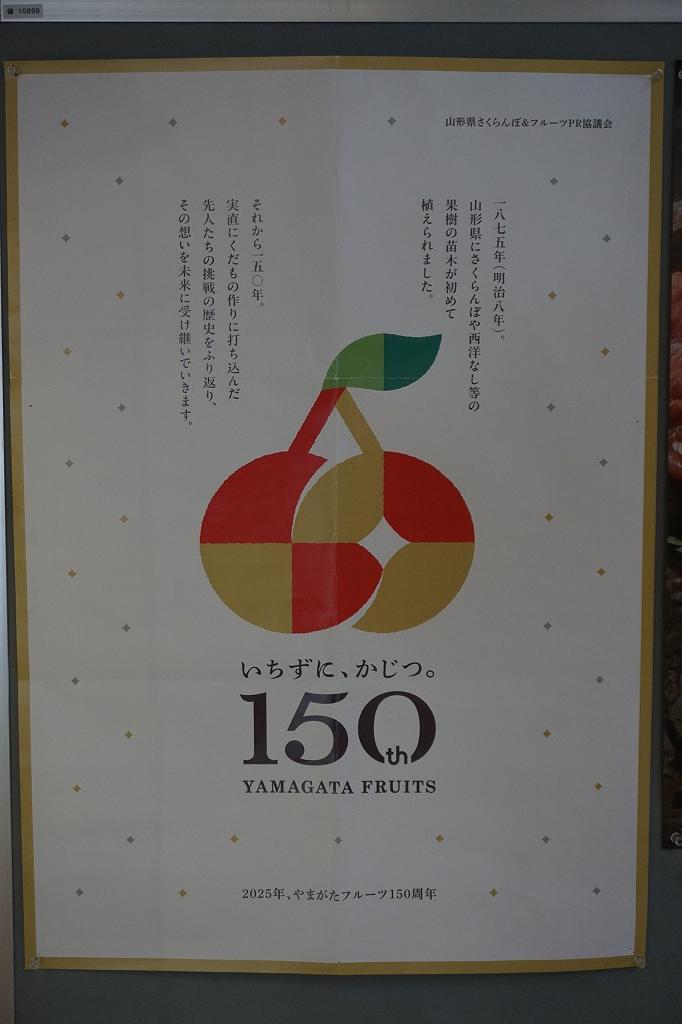 備 10898
山形県さくらんぼ&フルーツPR協議会
一八七五年（明治八年）。
山形県にさくらんぼや西洋なし等の
果樹の苗木が初めて
植えられました。
それから一五〇年。
実直にくだもの作りに打ち込んだ
先人たちの挑戦の歴史をふり返り、
その想いを未来に受け継いでいきます。
いちずに、かじつ。
150th
YAMAGATA FRUITS
2025年、やまがたフルーツ150周年